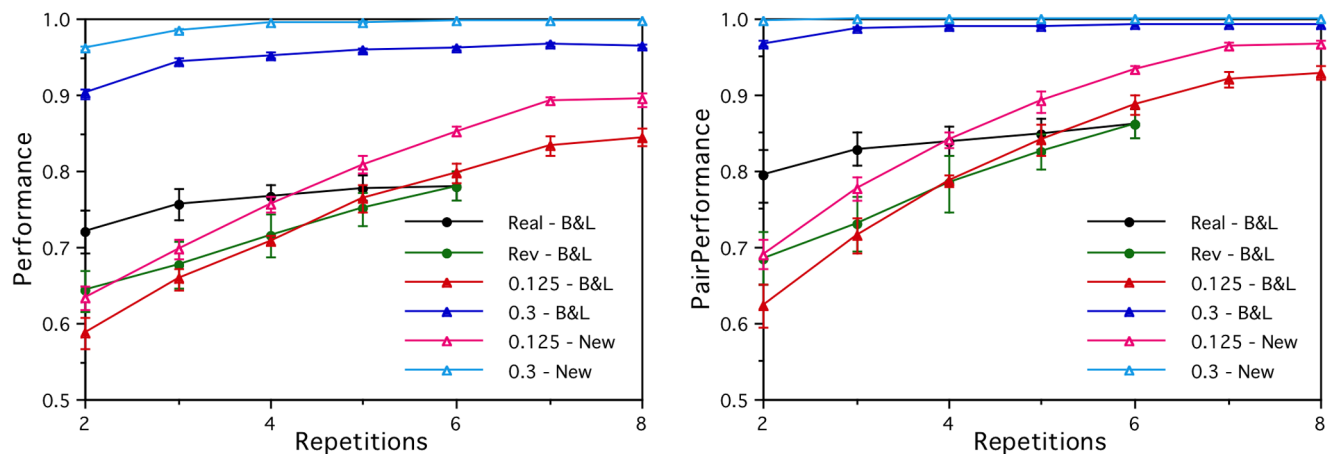 Performance
1.0
0.9
0.8
0.7
0.6
0.5
2
4
6
8
Repetitions
Real - B&L
Rev - B&L
0.125 - B&L
0.3 - B&L
0.125 - New
0.3 - New
PairPerformance
1.0
0.9
0.8
0.7
0.6
0.5
2
4
6
8
Repetitions
Real - B&L
Rev - B&L
0.125 - B&L
0.3 - B&L
0.125 - New
0.3 - New